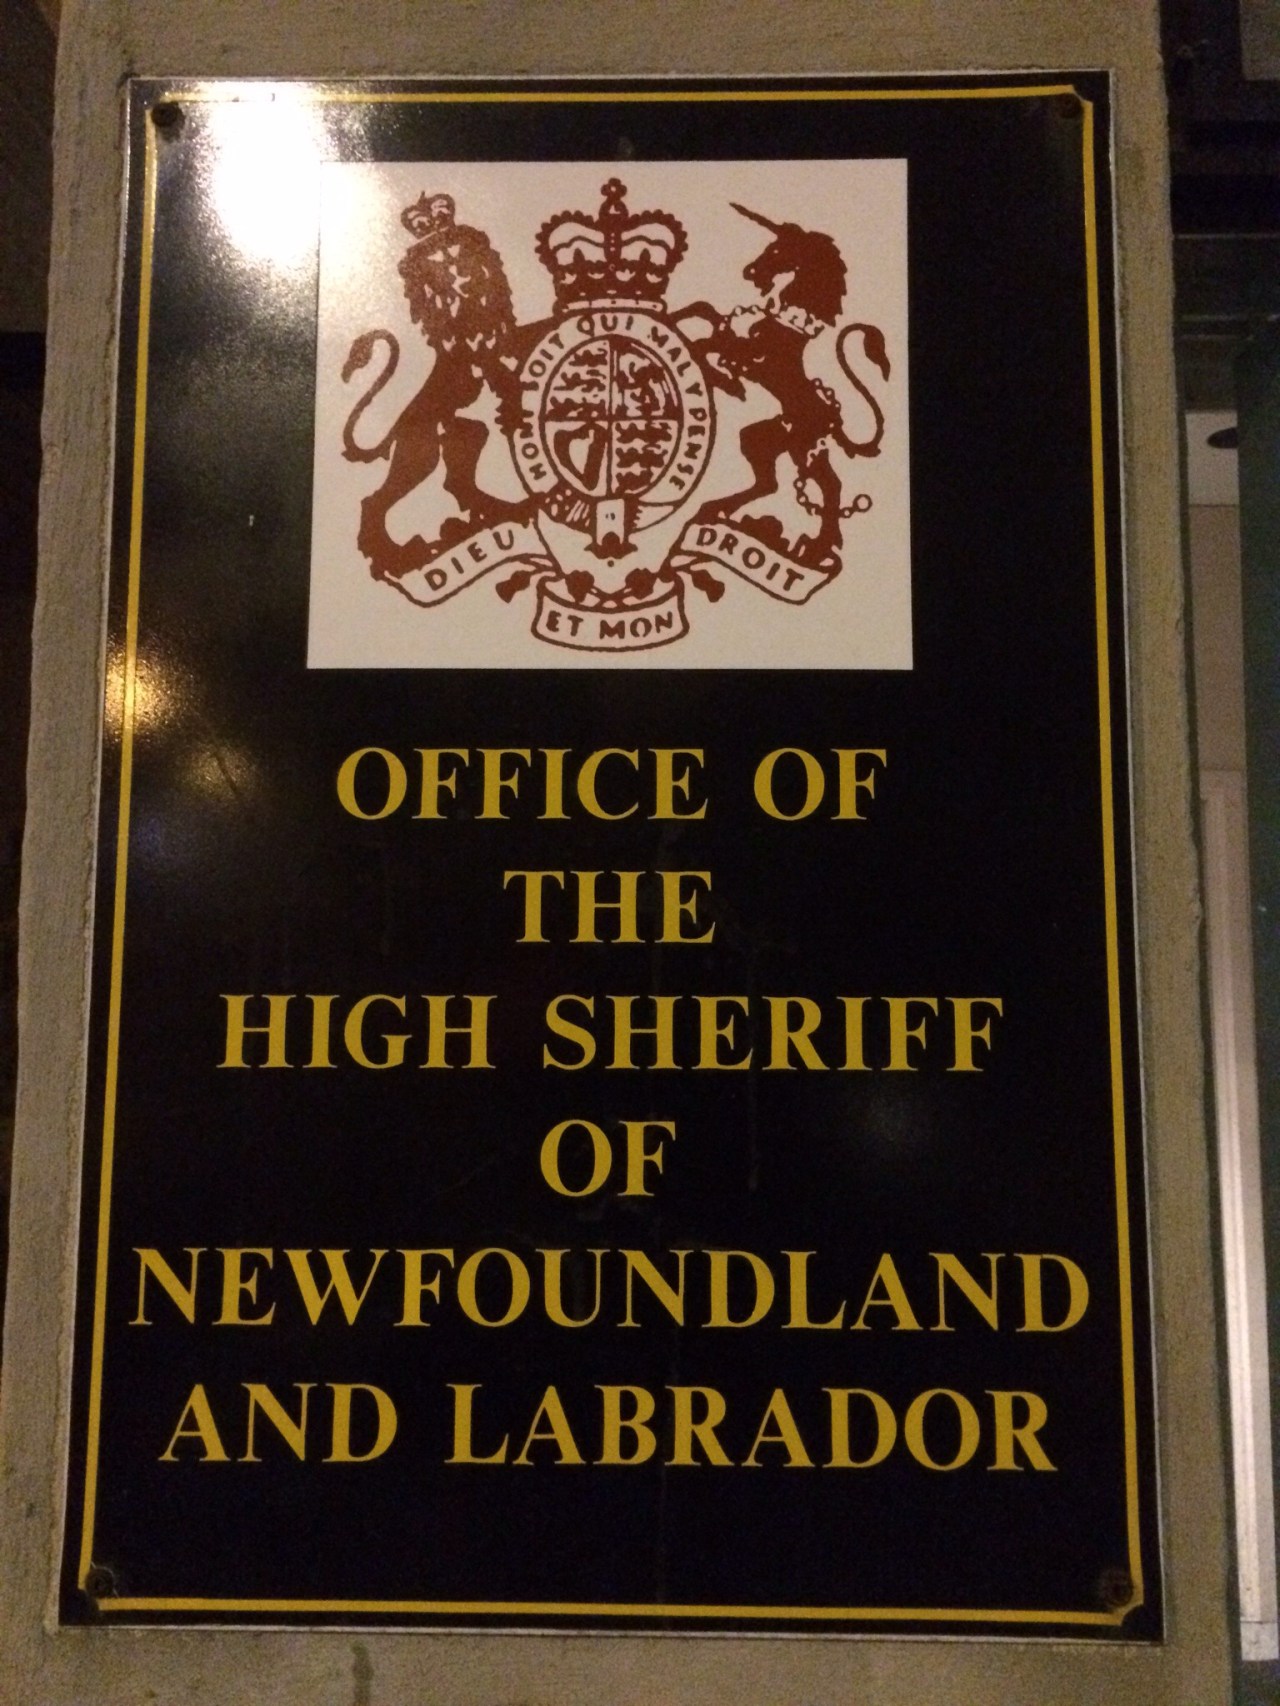 HONI SOIT QUI MAL Y PENSE
DIEU ET MON DROIT
OFFICE OF
THE
HIGH SHERIFF
OF
NEWFOUNDLAND
AND LABRADOR